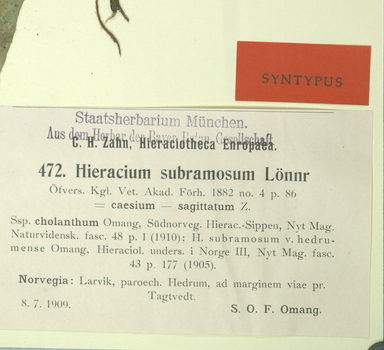 SYNTYPUS
Staatsherbarium München.
Aus dem Herbar der Bayer. Botan. Gesellschaft
C. H. Zahn, Hieraciotheca Europaea.
472. Hieracium subramosum Lönnr
Öfvers. Kgl. Vet. Akad. Förh. 1882 no. 4 p. 86
= caesium — sagittatum Z.
Ssp. cholanthum Omang, Südnorveg. Hierac.-Sippen, Nyt Mag.
Naturvidensk. fasc. 48 p. 1 (1910); H. subramosum v. hedru-
mense Omang, Hieraciol. unders. i Norge III, Nyt Mag. fasc.
43 p. 177 (1905).
Norvegia: Larvik, paroech. Hedrum, ad marginem viae pr.
Tagtvedt.
8. 7. 1909.
S. O. F. Omang.